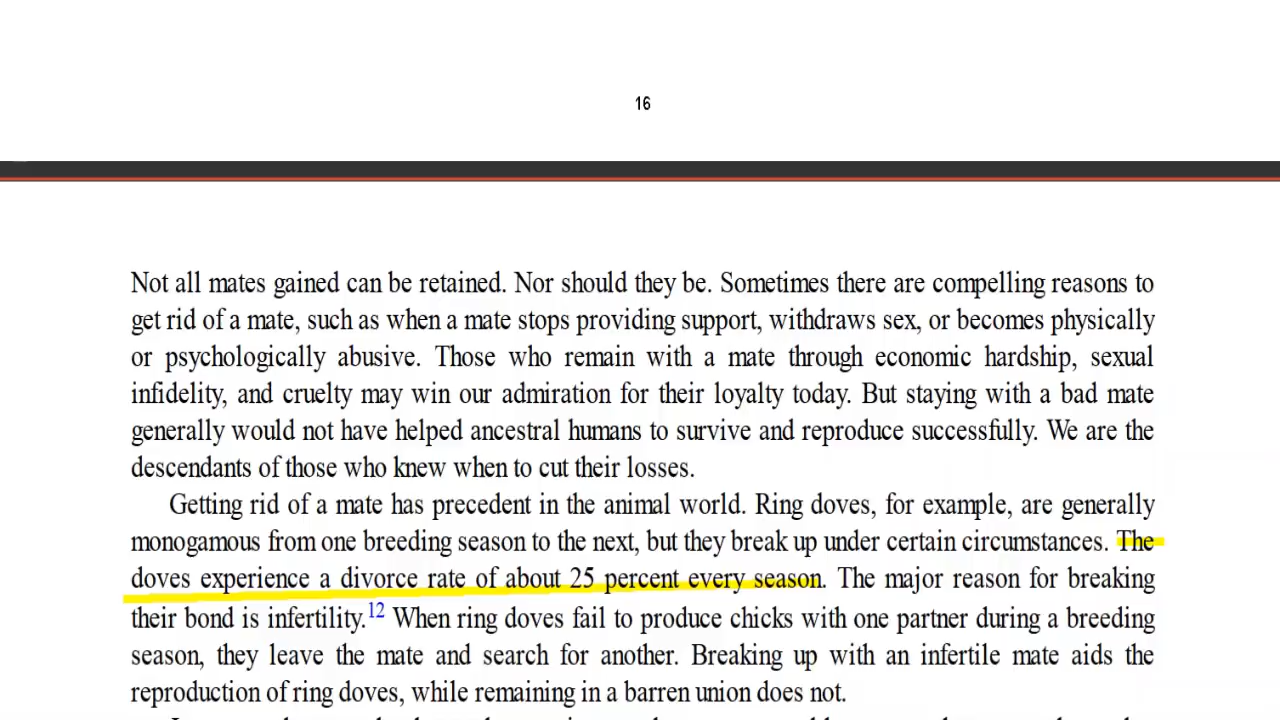 16
Not all mates gained can be retained. Nor should they be. Sometimes there are compelling reasons to
get rid of a mate, such as when a mate stops providing support, withdraws sex, or becomes physically
or psychologically abusive. Those who remain with a mate through economic hardship, sexual
infidelity, and cruelty may win our admiration for their loyalty today. But staying with a bad mate
generally would not have helped ancestral humans to survive and reproduce successfully. We are the
descendants of those who knew when to cut their losses.
Getting rid of a mate has precedent in the animal world. Ring doves, for example, are generally
monogamous from one breeding season to the next, but they break up under certain circumstances. The
doves experience a divorce rate of about 25 percent every season. The major reason for breaking
their bond is infertility.12 When ring doves fail to produce chicks with one partner during a breeding
season, they leave the mate and search for another. Breaking up with an infertile mate aids the
reproduction of ring doves, while remaining in a barren union does not.